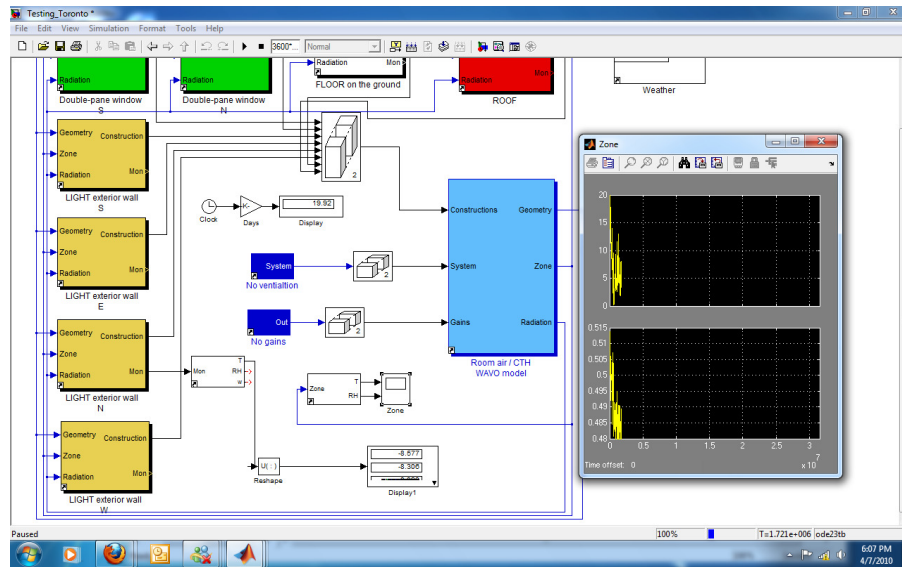 Testing_Toronto *
File Edit View Simulation Format Tools Help
3600*... Normal
Radiation
Double-pane window
S
Radiation
Double-pane window
N
Radiation Mon
FLOOR on the ground
Radiation Mon
ROOF
Weather
Geometry Construction
Zone
Radiation Mon
LIGHT exterior wall
S
2
Clock
-K-
Days
19.92
Display
Geometry Construction
Zone
Radiation Mon
LIGHT exterior wall
E
System
No ventialtion
2
Out
No gains
2
Constructions Geometry
System Zone
Gains Radiation
Room air / CTH
WAVO model
Geometry Construction
Zone
Radiation Mon
LIGHT exterior wall
N
Mon T
RH
w
Zone T
RH
Zone
Geometry Construction
Zone
Radiation Mon
LIGHT exterior wall
W
U( : )
Reshape
-8.577
-8.306
Display1
Zone
20
15
10
5
0
0.515
0.51
0.505
0.5
0.495
0.49
0.485
0.48
0 0.5 1 1.5 2 2.5 3
Time offset: 0
x 10
7
Paused
100%
T=1.721e+006
ode23tb
6:07 PM
4/7/2010